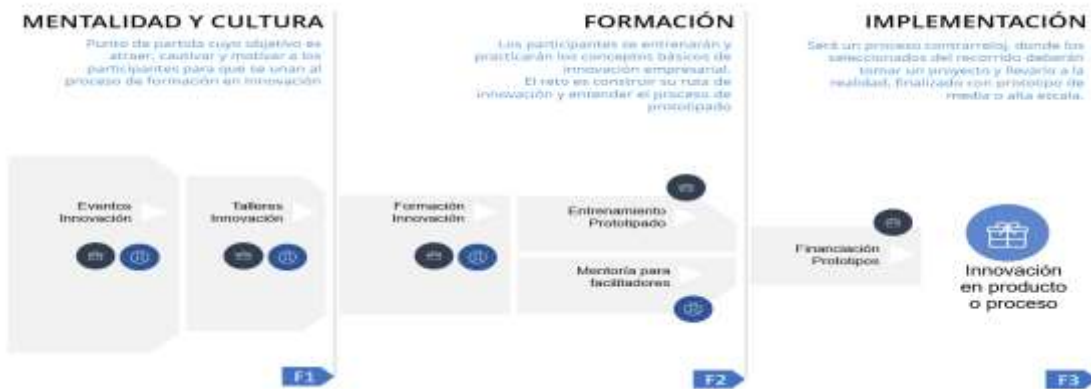 MENTALIDAD Y CULTURA
Punto de partida cuyo objetivo es
atraer, cautivar y motivar a los
participantes para que se unan al
proceso de formación en innovación
FORMACIÓN
Los participantes se entrenarán y
practicarán los conceptos básicos de
innovación empresarial.
El reto es construir su ruta de
innovación y entender el proceso de
prototipado
IMPLEMENTACIÓN
Será un proceso contrarreloj, donde los
seleccionados del recorrido deberán
tomar un proyecto y llevarlo a la
realidad, finalizado con prototipo de
media o alta escala.
Eventos
Innovación
Talleres
Innovación
Formación
Innovación
Entrenamiento
Prototipado
Mentoría para
facilitadores
Financiación
Prototipos
Innovación
en producto
o proceso
F1
F2
F3